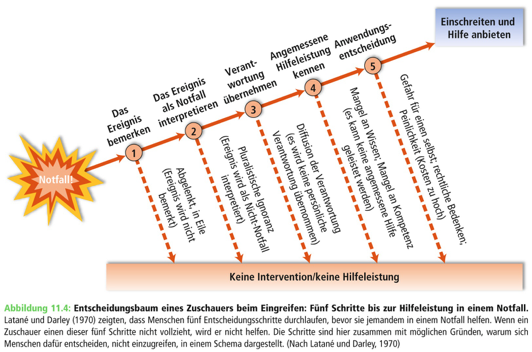 Notfall!
1
Das
Ereignis
bemerken
Abgelenkt, in Eile
(Ereignis wird nicht
bemerkt)
2
Das Ereignis
als Notfall
interpretieren
Pluralistische Ignoranz
(Ereignis wird als Nicht-Notfall
interpretiert)
3
Verant-
wortung
übernehmen
Diffusion der Verantwortung
(es wird keine persönliche
Verantwortung übernommen)
4
Angemessene
Hilfeleistung
kennen
Mangel an Wissen; Mangel an Kompetenz
(es kann keine angemessene Hilfe
geleistet werden)
5
Anwendungs-
entscheidung
Gefahr für einen selbst; rechtliche Bedenken;
Peinlichkeit (Kosten zu hoch)
Einschreiten und
Hilfe anbieten
Keine Intervention/keine Hilfeleistung
Abbildung 11.4: Entscheidungsbaum eines Zuschauers beim Eingreifen: Fünf Schritte bis zur Hilfeleistung in einem Notfall.
Latané und Darley (1970) zeigten, dass Menschen fünf Entscheidungsschritte durchlaufen, bevor sie jemandem in einem Notfall helfen. Wenn ein
Zuschauer einen dieser fünf Schritte nicht vollzieht, wird er nicht helfen. Die Schritte sind hier zusammen mit möglichen Gründen, warum sich
Menschen dafür entscheiden, nicht einzugreifen, in einem Schema dargestellt. (Nach Latané und Darley, 1970)